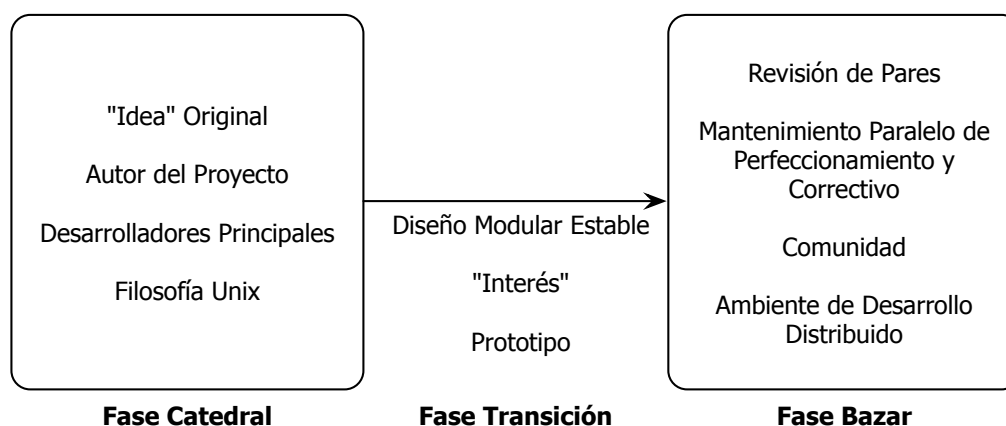 "Idea" Original
Autor del Proyecto
Desarrolladores Principales
Filosofía Unix
Fase Catedral
Diseño Modular Estable
"Interés"
Prototipo
Fase Transición
Revisión de Pares
Mantenimiento Paralelo de
Perfeccionamiento y
Correctivo
Comunidad
Ambiente de Desarrollo
Distribuido
Fase Bazar